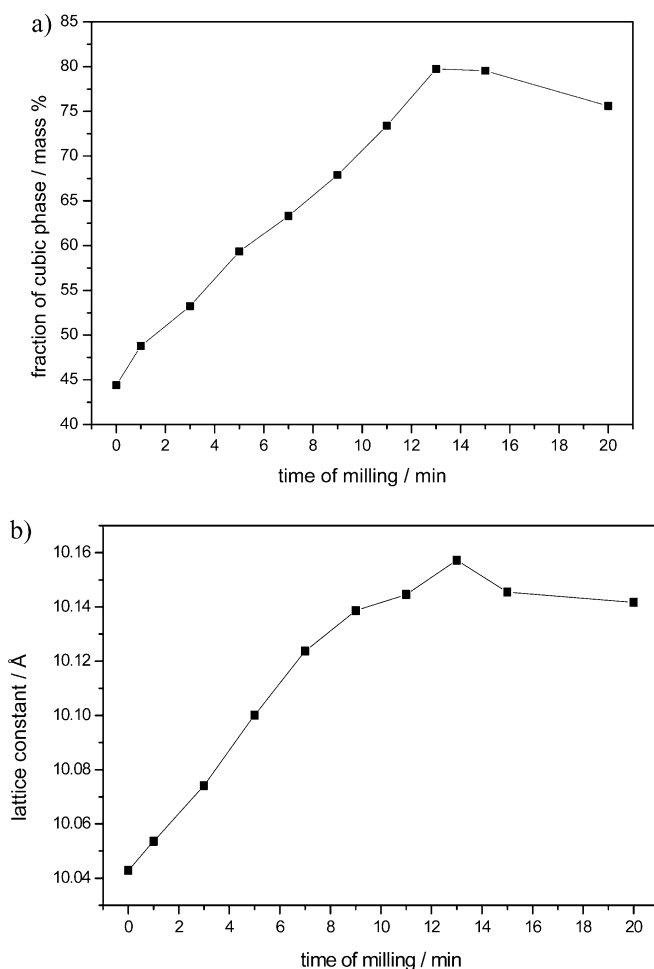 a)
85
80
75
70
65
60
55
50
45
40
fraction of cubic phase / mass %
0 2 4 6 8 10 12 14 16 18 20
time of milling / min
b)
10.16
10.14
10.12
10.10
10.08
10.06
10.04
lattice constant / Å
0 2 4 6 8 10 12 14 16 18 20
time of milling / min